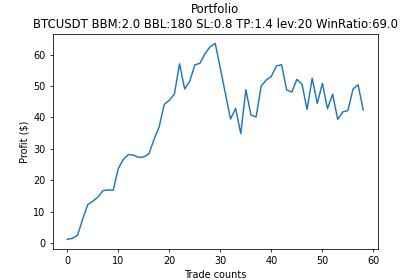 Portfolio
BTCUSDT BBM:2.0 BBL:180 SL:0.8 TP:1.4 lev:20 WinRatio:69.0
Profit ($)
60
50
40
30
20
10
0
0 10 20 30 40 50 60
Trade counts